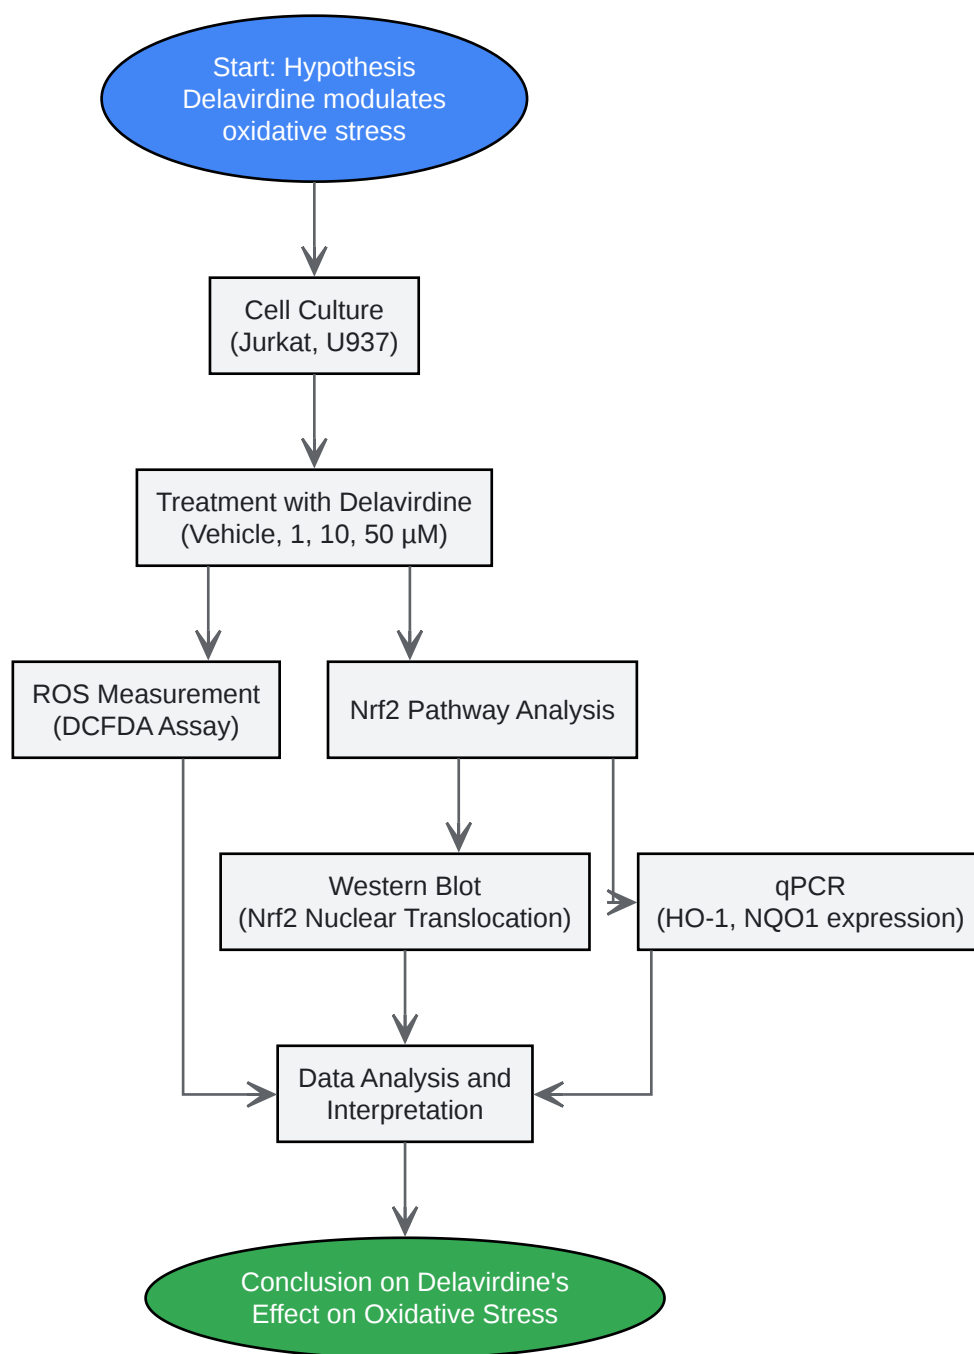 Start: Hypothesis
Delavirdine modulates
oxidative stress
Cell Culture
(Jurkat, U937)
Treatment with Delavirdine
(Vehicle, 1, 10, 50 µM)
ROS Measurement
(DCFDA Assay)
Nrf2 Pathway Analysis
Western Blot
(Nrf2 Nuclear Translocation)
qPCR
(HO-1, NQO1 expression)
Data Analysis and
Interpretation
Conclusion on Delavirdine's
Effect on Oxidative Stress